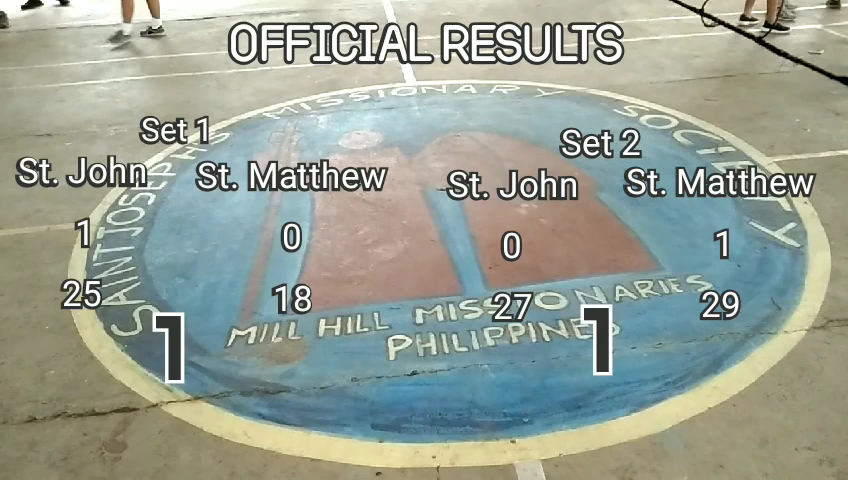 OFFICIAL RESULTS
SAINT JOSEPHS MISSIONARY SOCIETY
Set 1
St. John St. Matthew
1 0
25 18
1
Set 2
St. John St. Matthew
0 1
27 29
1
MILL HILL MISSIONARIES
PHILIPPINES